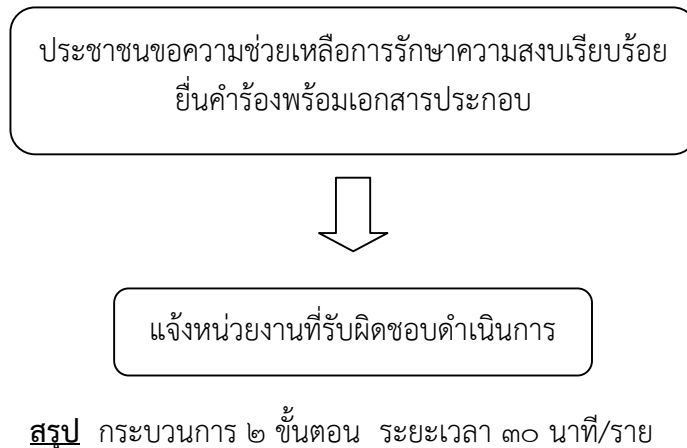 ประชาชนขอความช่วยเหลือการรักษาความสงบเรียบร้อย
ยื่นคำร้องพร้อมเอกสารประกอบ
แจ้งหน่วยงานที่รับผิดชอบดำเนินการ
สรุป กระบวนการ ๒ ขั้นตอน ระยะเวลา ๓๐ นาที/ราย